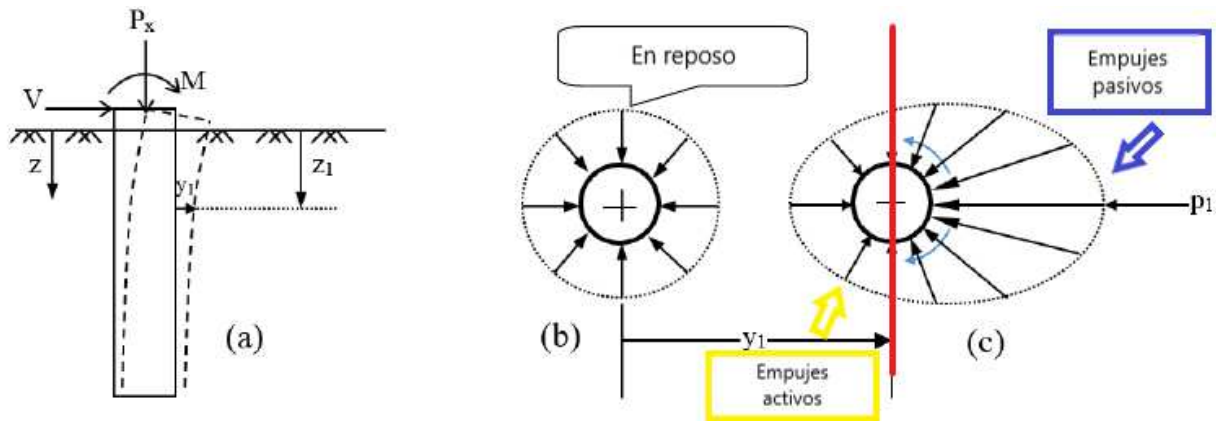 Pₓ
M
V
z
z₁
y₁
(a)
En reposo
(b)
y₁
Empujes
activos
(c)
Empujes
pasivos
p₁